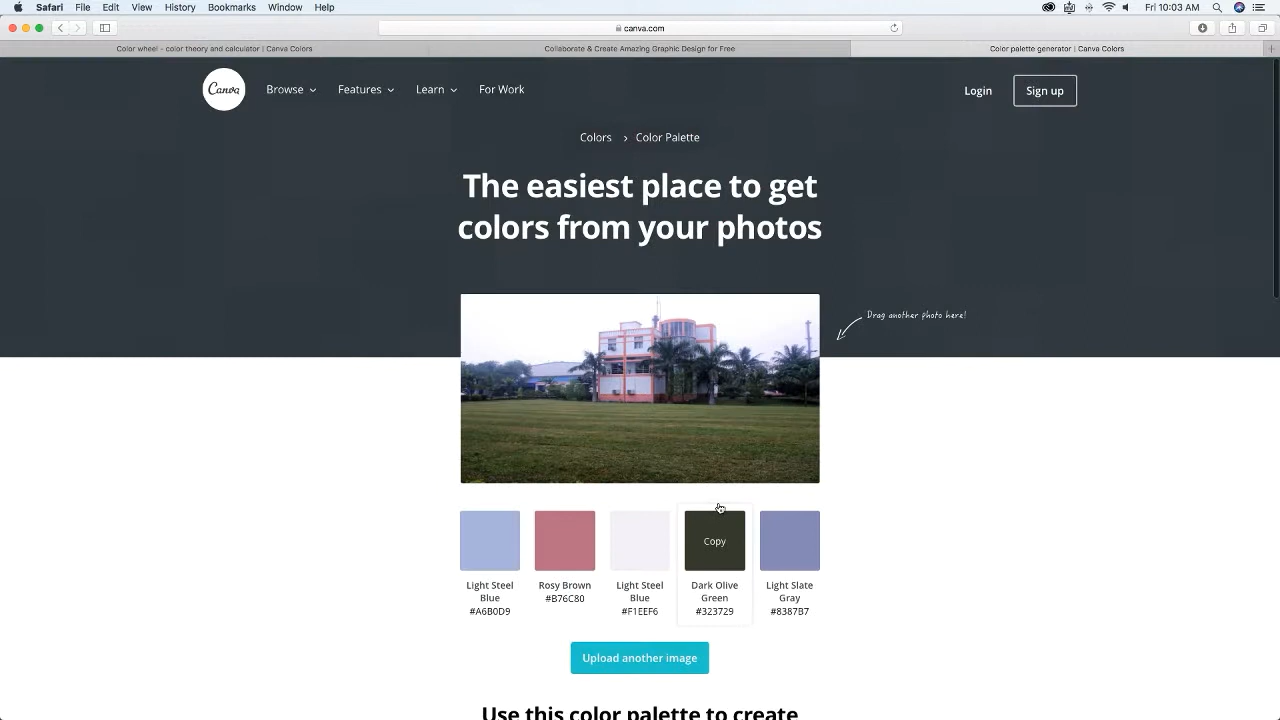 Safari File Edit View History Bookmarks Window Help Fri 10:03 AM
canva.com
Color wheel - color theory and calculator | Canva Colors Collaborate & Create Amazing Graphic Design for Free Color palette generator | Canva Colors
Canva Browse Features Learn For Work Login Sign up
Colors > Color Palette
The easiest place to get
colors from your photos
Drag another photo here!
Copy
Light Steel
Blue
#A6B0D9
Rosy Brown
#B76C80
Light Steel
Blue
#F1EEF6
Dark Olive
Green
#323729
Light Slate
Gray
#8387B7
Upload another image
Use this color palette to create